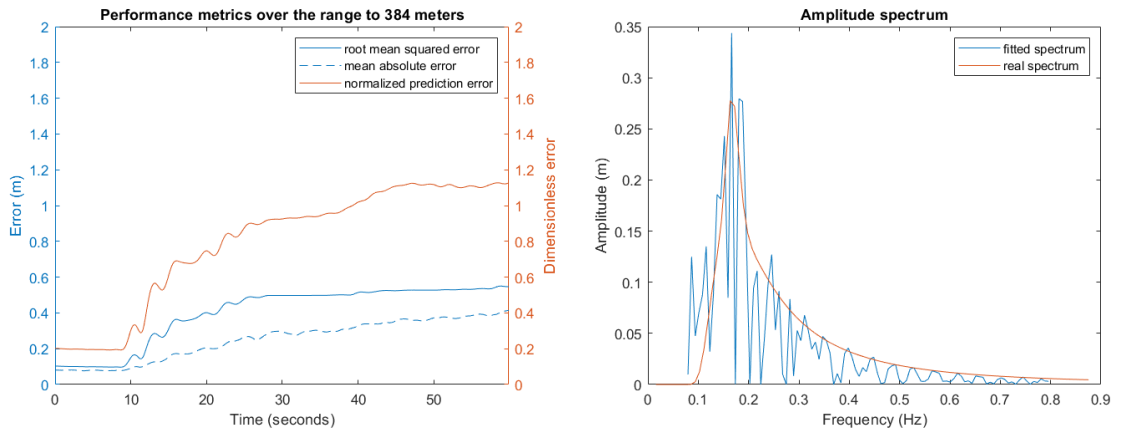 Performance metrics over the range to 384 meters
2
1.8
1.6
1.4
1.2
1
0.8
0.6
0.4
0.2
0
Error (m)
root mean squared error
mean absolute error
normalized prediction error
2
1.8
1.6
1.4
1.2
1
0.8
0.6
0.4
0.2
0
Dimensionless error
0 10 20 30 40 50
Time (seconds)
Amplitude spectrum
0.35
0.3
0.25
0.2
0.15
0.1
0.05
0
Amplitude (m)
fitted spectrum
real spectrum
0 0.1 0.2 0.3 0.4 0.5 0.6 0.7 0.8 0.9
Frequency (Hz)